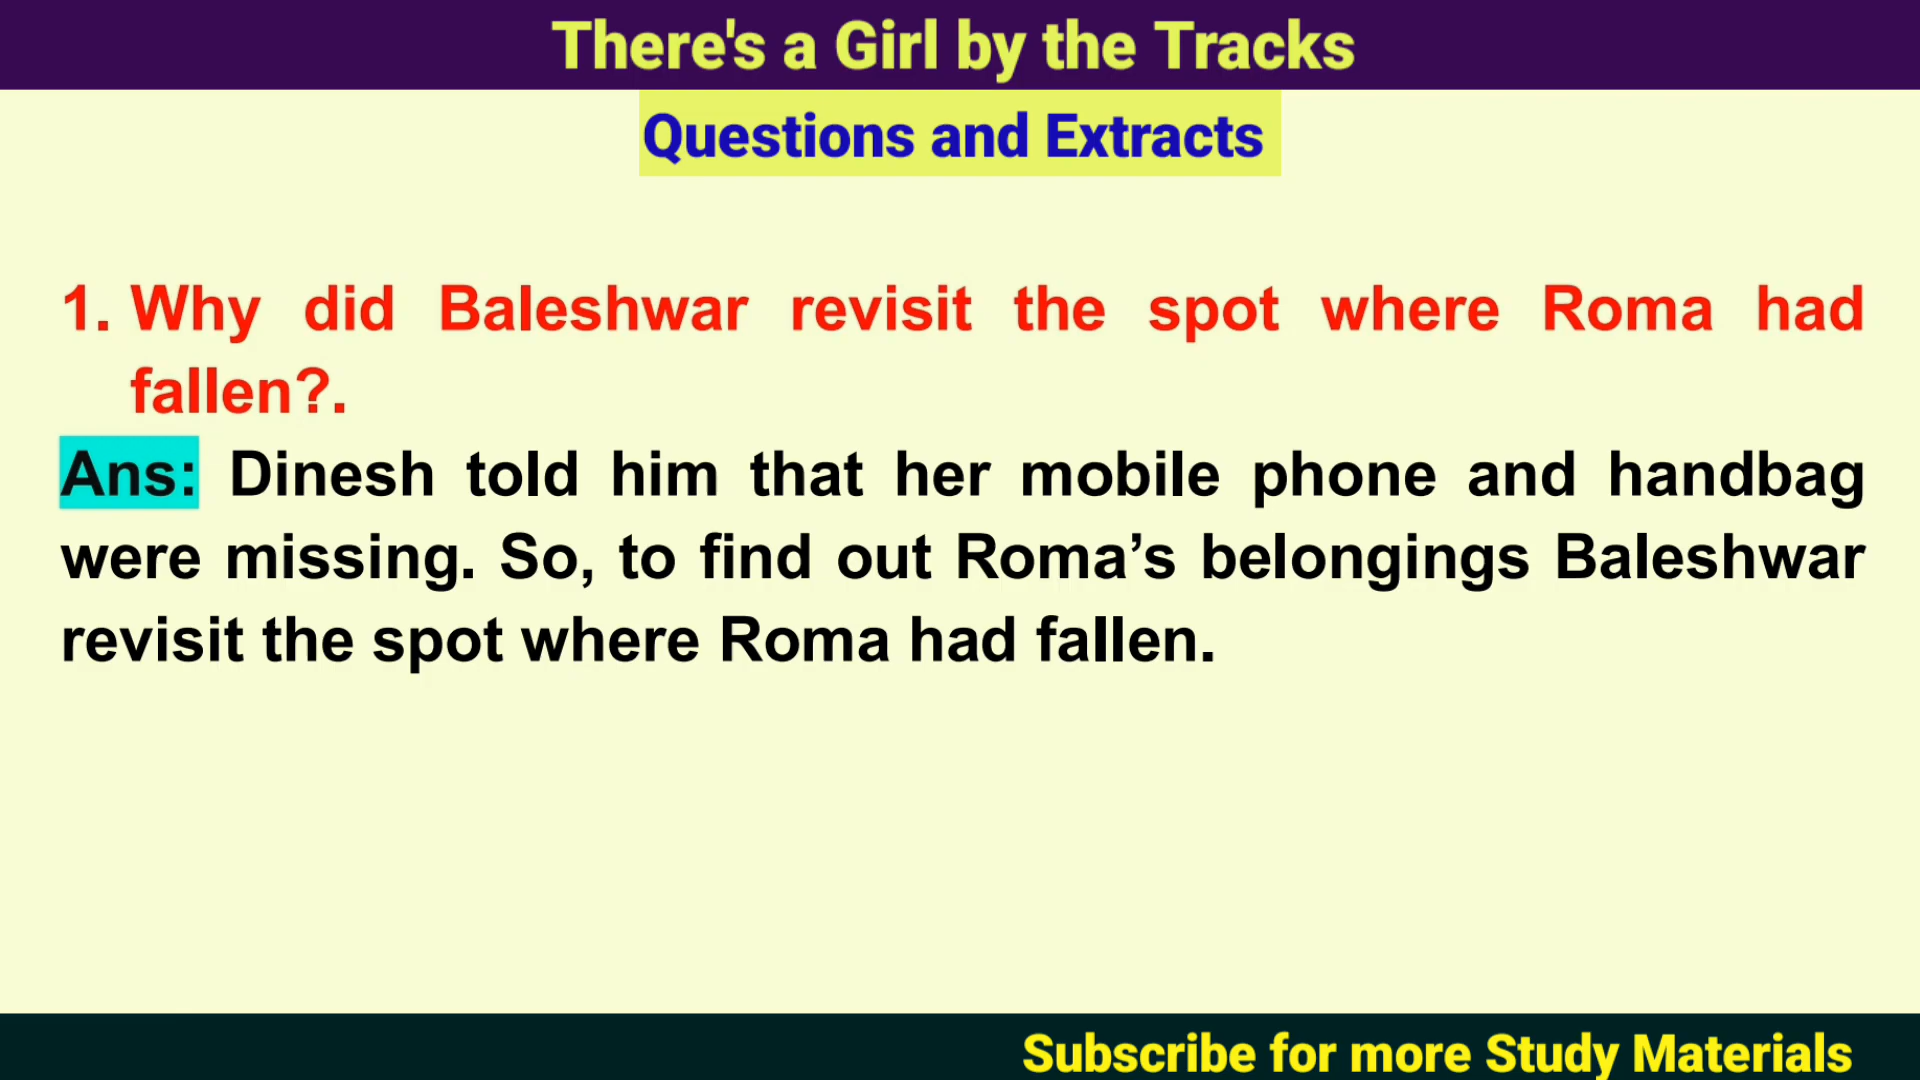 There's a Girl by the Tracks
Questions and Extracts
1. Why did Baleshwar revisit the spot where Roma had
fallen?.
Ans: Dinesh told him that her mobile phone and handbag
were missing. So, to find out Roma’s belongings Baleshwar
revisit the spot where Roma had fallen.
Subscribe for more Study Materials